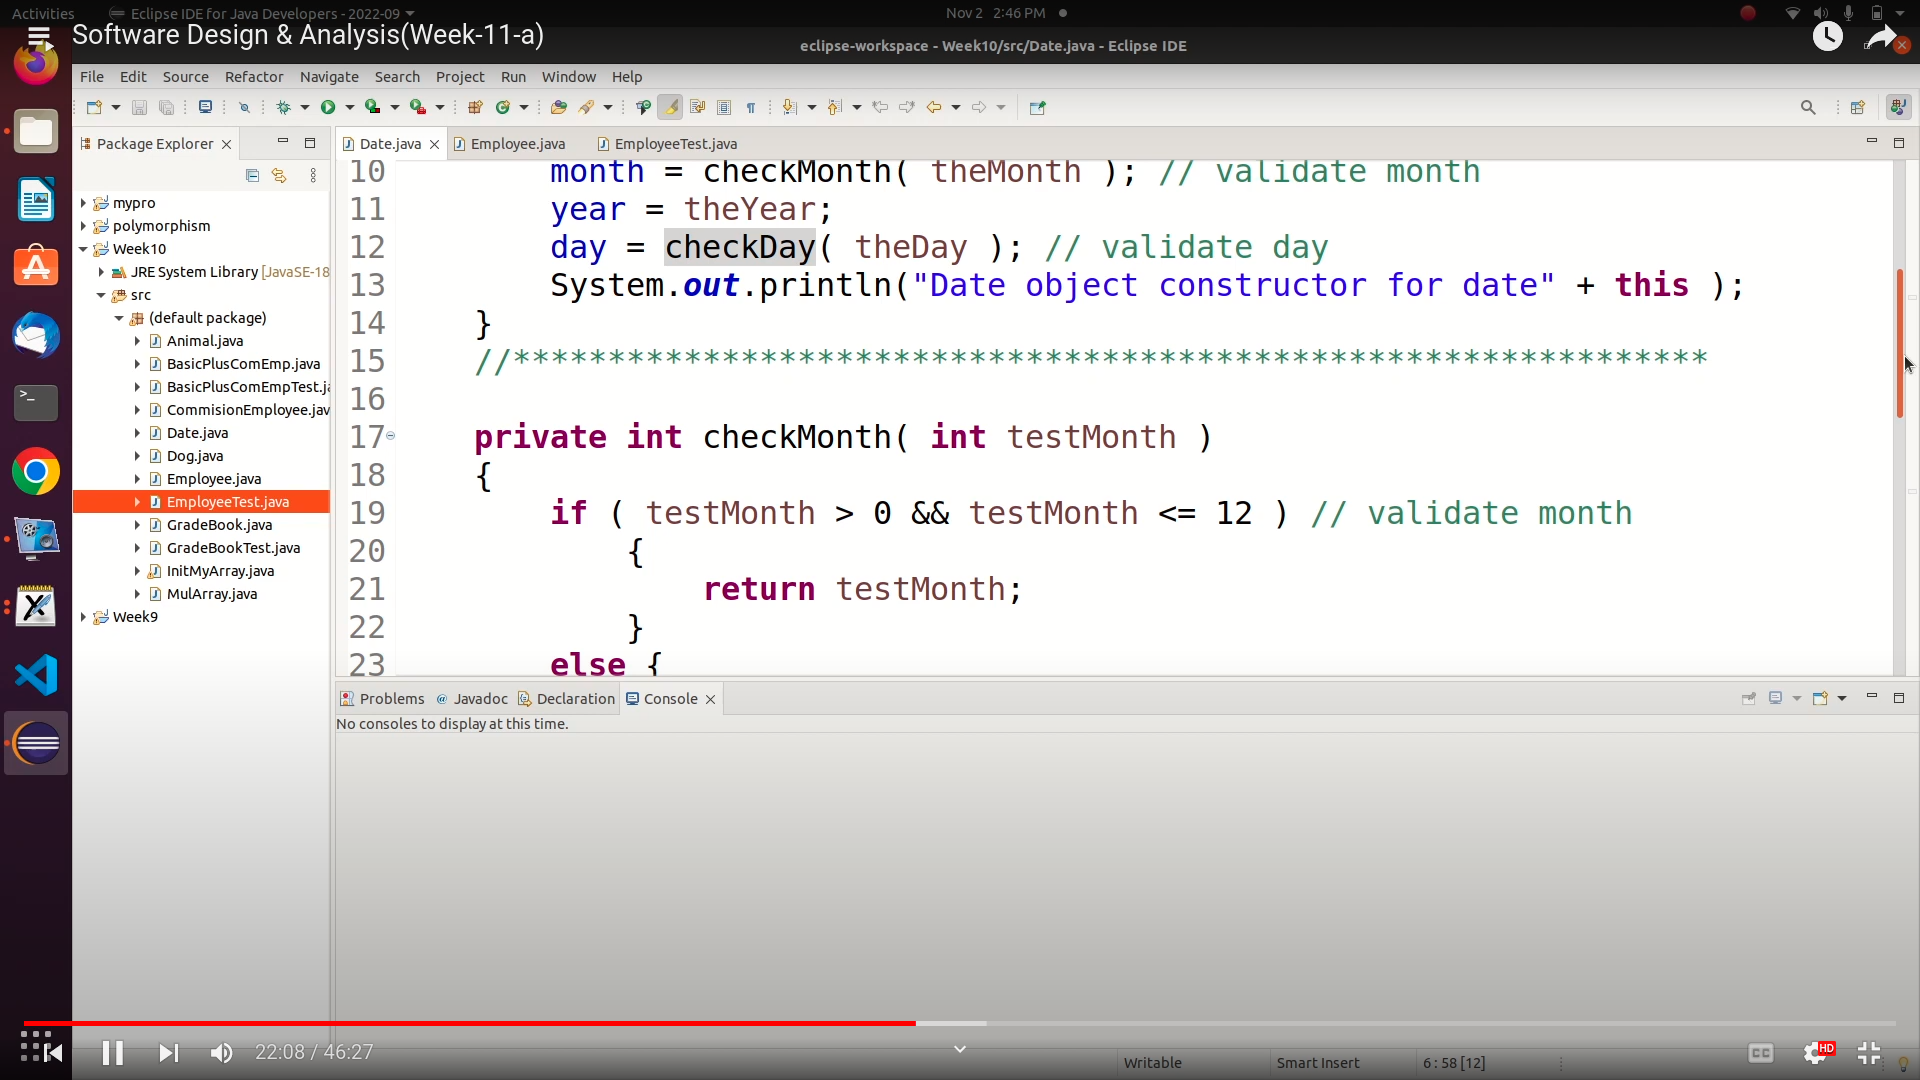 Activities
Eclipse IDE for Java Developers - 2022-09
Nov 2 2:46 PM
Software Design & Analysis(Week-11-a)
eclipse-workspace - Week10/src/Date.java - Eclipse IDE
File Edit Source Refactor Navigate Search Project Run Window Help
Package Explorer
Date.java
Employee.java
EmployeeTest.java
mypro
polymorphism
Week10
JRE System Library [JavaSE-18
src
(default package)
Animal.java
BasicPlusComEmp.java
BasicPlusComEmpTest.j
CommisionEmployee.jav
Date.java
Dog.java
Employee.java
EmployeeTest.java
GradeBook.java
GradeBookTest.java
InitMyArray.java
MulArray.java
Week9
10 month = checkMonth( theMonth ); // validate month
11 year = theYear;
12 day = checkDay( theDay ); // validate day
13 System.out.println("Date object constructor for date" + this );
14 }
15 //***************************************************************
16
17 private int checkMonth( int testMonth )
18 {
19 if ( testMonth > 0 && testMonth <= 12 ) // validate month
20 {
21 return testMonth;
22 }
23 else {
Problems
Javadoc
Declaration
Console
No consoles to display at this time.
22:08 / 46:27
CC
HD
Writable
Smart Insert
6 : 58 [12]